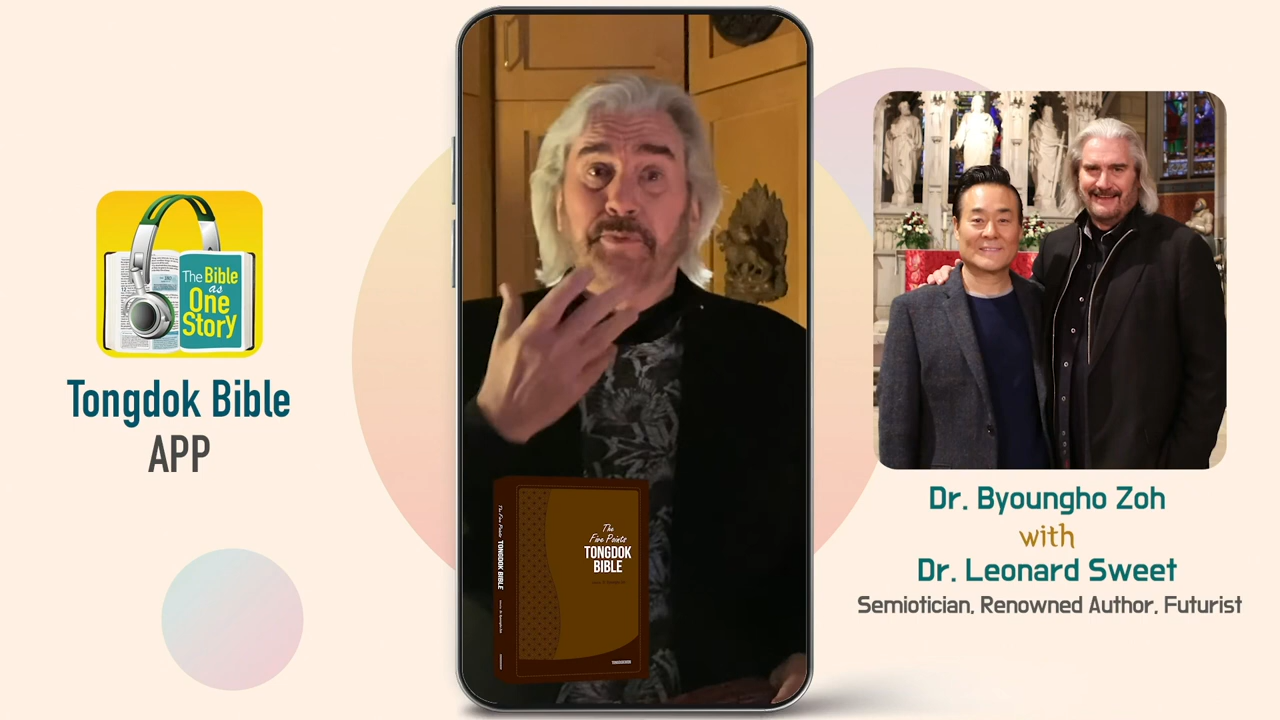 The Bible
as
One
Story
Tongdok Bible
APP
The Five Points TONGDOK BIBLE
The
Five Points
TONGDOK
BIBLE
Dr. Byoungho Zoh
with
Dr. Leonard Sweet
Semiotician, Renowned Author, Futurist